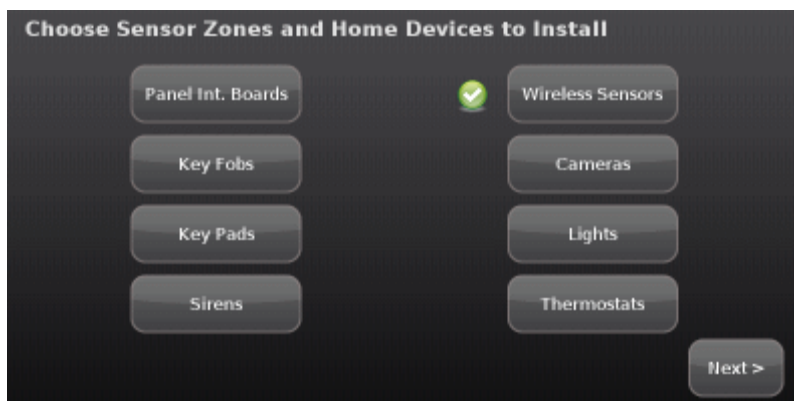 Choose Sensor Zones and Home Devices to Install
Panel Int. Boards
Wireless Sensors
Key Fobs
Cameras
Key Pads
Lights
Sirens
Thermostats
Next >